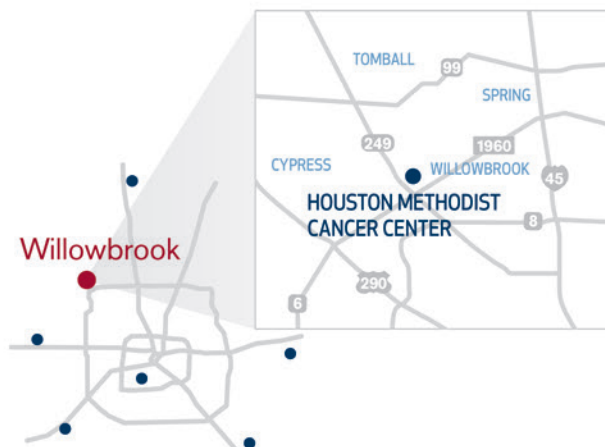 TOMBALL
99
SPRING
249
1960
CYPRESS
WILLOWBROOK
45
HOUSTON METHODIST
CANCER CENTER
8
Willowbrook
290
6